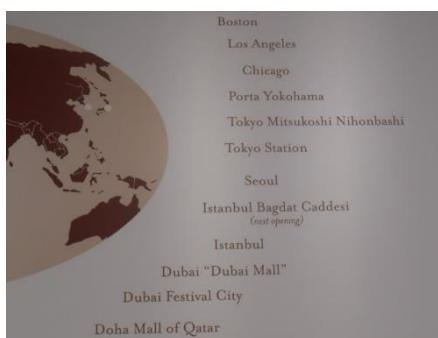 Boston
Los Angeles
Chicago
Porta Yokohama
Tokyo Mitsukoshi Nihonbashi
Tokyo Station
Seoul
Istanbul Bagdat Caddesi
(next opening)
Istanbul
Dubai “Dubai Mall”
Dubai Festival City
Doha Mall of Qatar